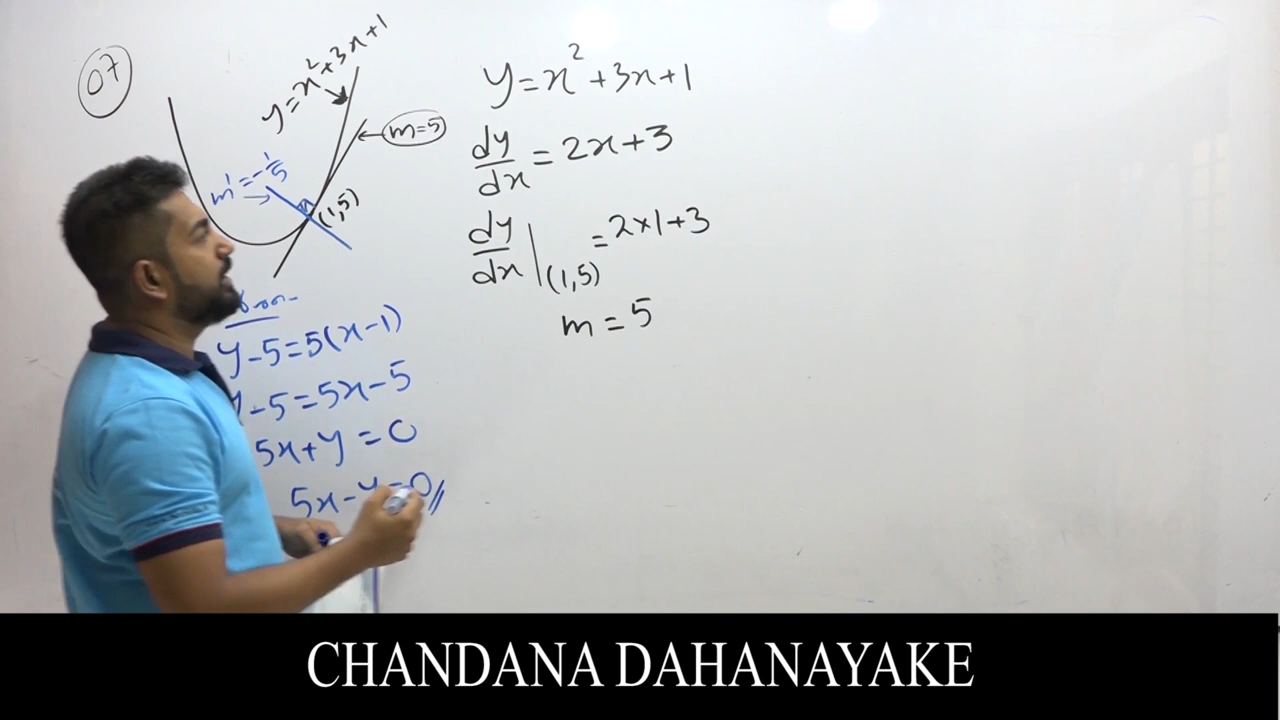 07
y=x²+3x+1
m=5
m'=-1/5
(1,5)
y-5=5(x-1)
-5=5x-5
5x+y=0
5x-y=0
y=x²+3x+1
dy/dx=2x+3
dy/dx|(1,5)=2×1+3
m=5
CHANDANA DAHANAYAKE